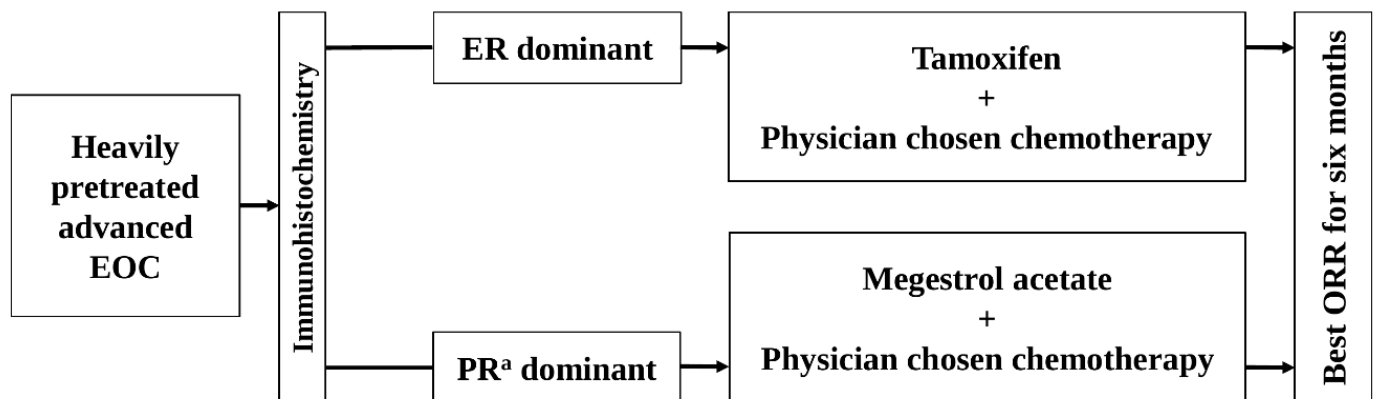 Heavily
pretreated
advanced
EOC
Immunohistochemistry
ER dominant
Tamoxifen
+
Physician chosen chemotherapy
PRᵃ dominant
Megestrol acetate
+
Physician chosen chemotherapy
Best ORR for six months